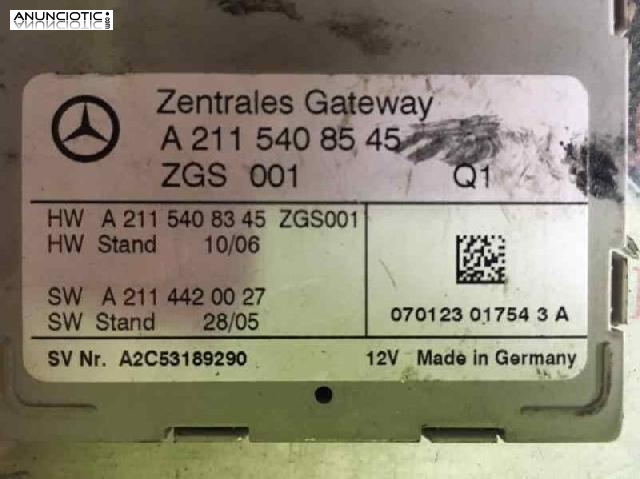 ANUNCIOTIC.com
Zentrales Gateway
A 211 540 85 45
ZGS 001 Q1
HW A 211 540 83 45 ZGS001
HW Stand 10/06
SW A 211 442 00 27
SW Stand 28/05
070123 01754 3 A
SV Nr. A2C53189290
12V Made in Germany